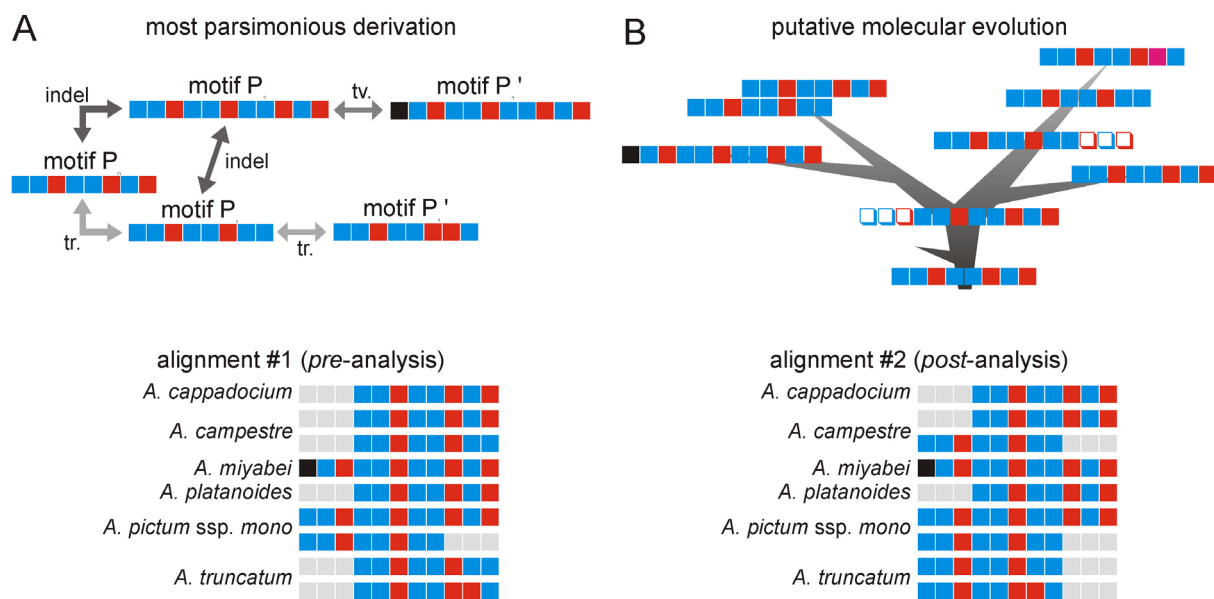 A
most parsimonious derivation
indel
motif P
tv.
motif P '
motif P
indel
tr.
motif P
tr.
motif P '
B
putative molecular evolution
alignment #1 (pre-analysis)
A. cappadocium
A. campestre
A. miyabei
A. platanoides
A. pictum ssp. mono
A. truncatum
alignment #2 (post-analysis)
A. cappadocium
A. campestre
A. miyabei
A. platanoides
A. pictum ssp. mono
A. truncatum